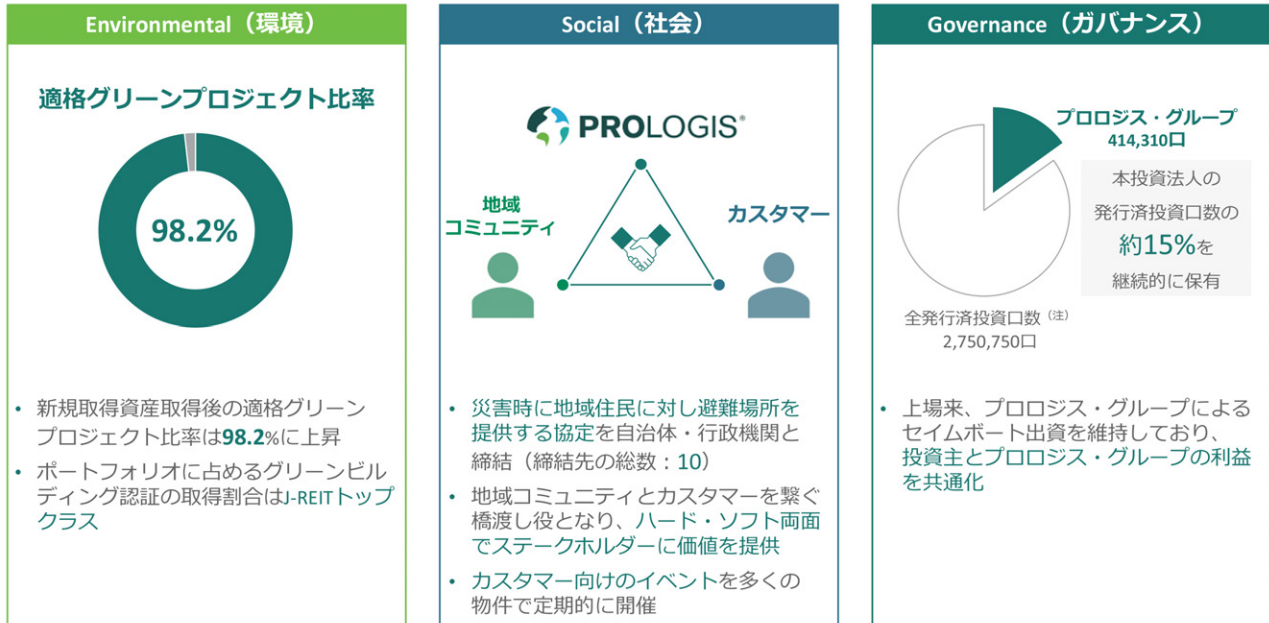 Environmental（環境）
適格グリーンプロジェクト比率
98.2%
• 新規取得資産取得後の適格グリーン
プロジェクト比率は98.2%に上昇
• ポートフォリオに占めるグリーンビル
ディング認証の取得割合はJ-REITトップ
クラス
Social（社会）
PROLOGIS®
地域
コミュニティ
カスタマー
• 災害時に地域住民に対し避難場所を
提供する協定を自治体・行政機関と
締結（締結先の総数：10）
• 地域コミュニティとカスタマーを繋ぐ
橋渡し役となり、ハード・ソフト両面
でステークホルダーに価値を提供
• カスタマー向けのイベントを多くの
物件で定期的に開催
Governance（ガバナンス）
プロロジス・グループ
414,310口
本投資法人の
発行済投資口数の
約15%を
継続的に保有
全発行済投資口数（注）
2,750,750口
• 上場来、プロロジス・グループによる
セイムボート出資を維持しており、
投資主とプロロジス・グループの利益
を共通化